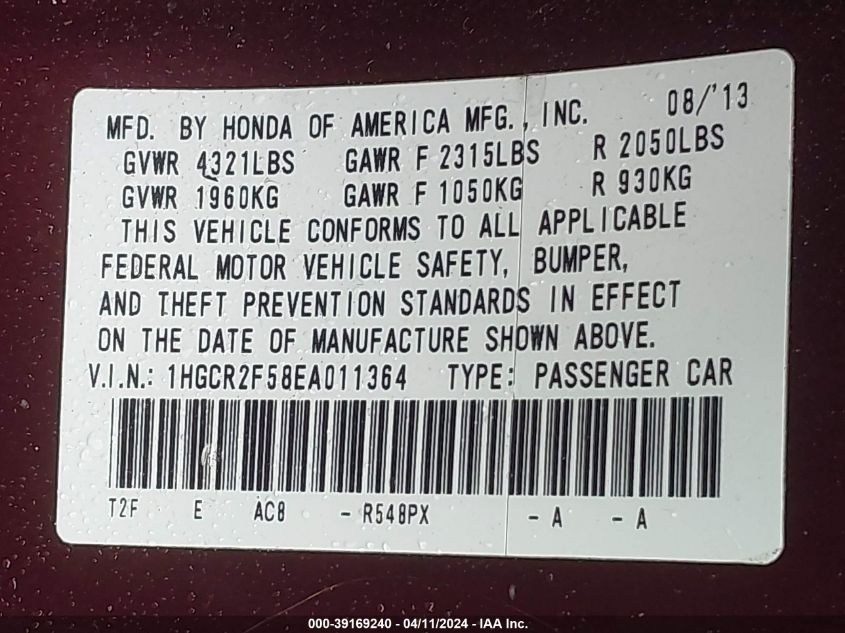 08/'13
MFD. BY HONDA OF AMERICA MFG., INC.
GVWR 4321LBS GAWR F 2315LBS R 2050LBS
GVWR 1960KG GAWR F 1050KG R 930KG
THIS VEHICLE CONFORMS TO ALL APPLICABLE
FEDERAL MOTOR VEHICLE SAFETY, BUMPER,
AND THEFT PREVENTION STANDARDS IN EFFECT
ON THE DATE OF MANUFACTURE SHOWN ABOVE.
V.I.N.: 1HGCR2F58EA011364 TYPE: PASSENGER CAR
T2F E AC8 - R548PX - A - A
000-39169240 - 04/11/2024 - IAA Inc.